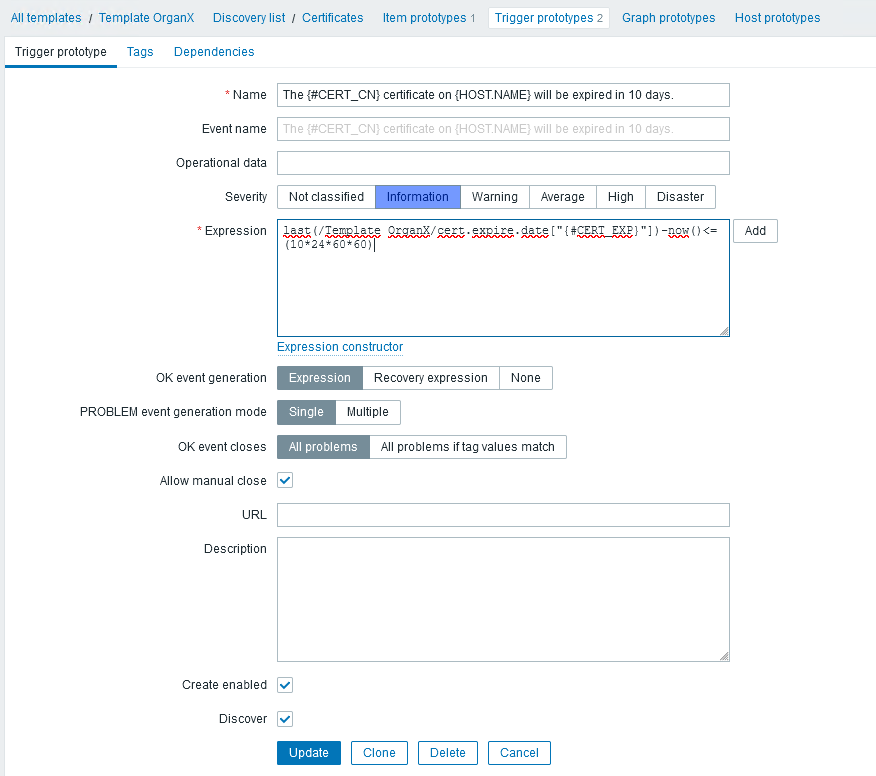 All templates / Template OrganX Discovery list / Certificates Item prototypes 1 Trigger prototypes 2 Graph prototypes Host prototypes
Trigger prototype Tags Dependencies
* Name The {#CERT_CN} certificate on {HOST.NAME} will be expired in 10 days.
Event name The {#CERT_CN} certificate on {HOST.NAME} will be expired in 10 days.
Operational data
Severity Not classified Information Warning Average High Disaster
* Expression last(/Template OrganX/cert.expire.date["{#CERT_EXP}"])-now()<= Add
(10*24*60*60)
Expression constructor
OK event generation Expression Recovery expression None
PROBLEM event generation mode Single Multiple
OK event closes All problems All problems if tag values match
Allow manual close
URL
Description
Create enabled
Discover
Update Clone Delete Cancel